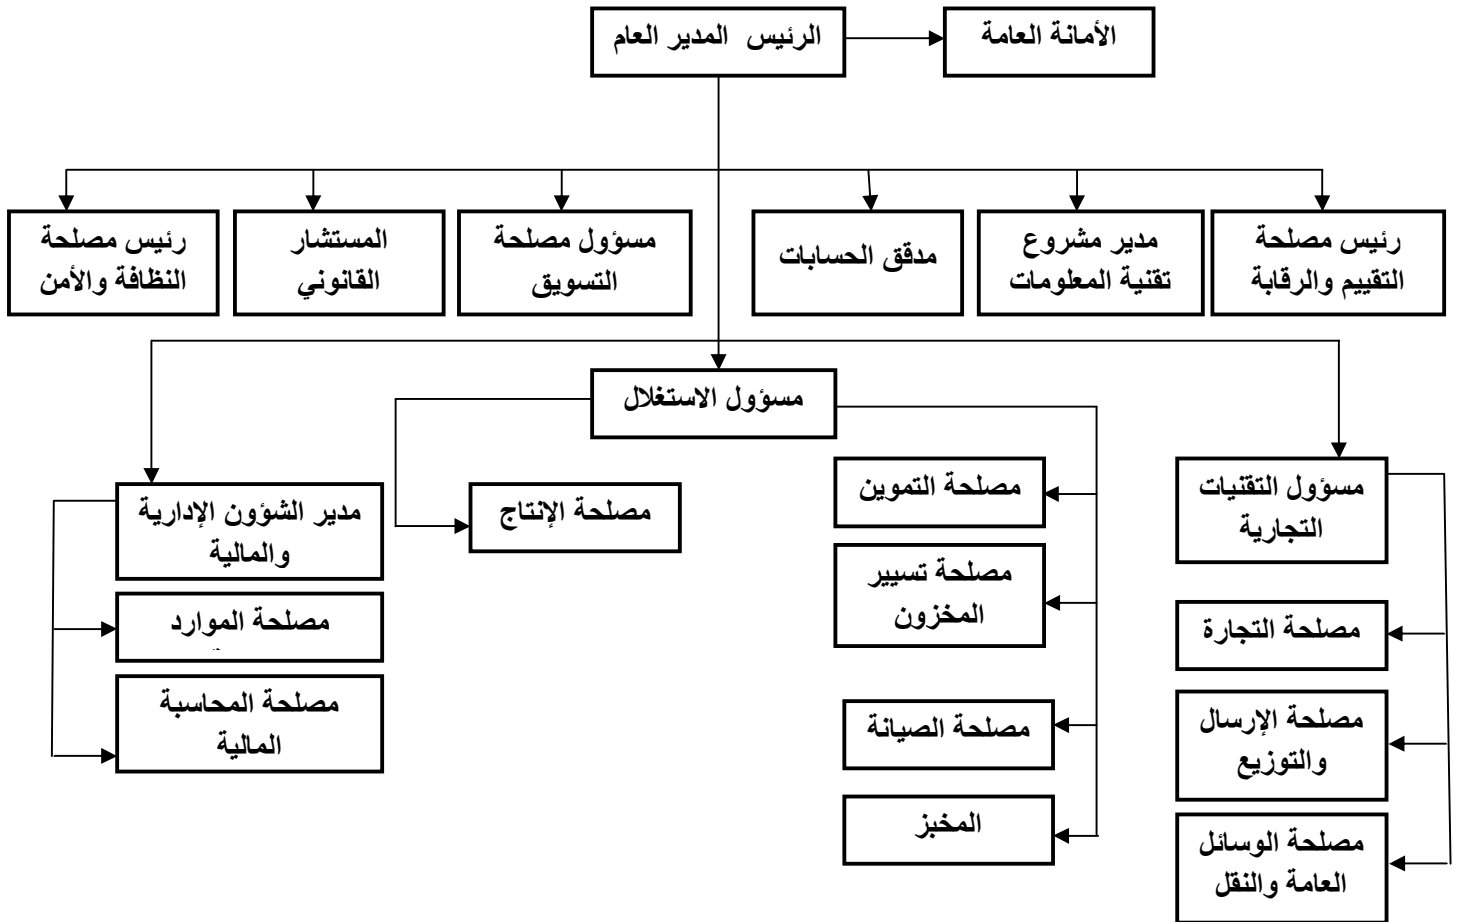 الرئيس المدير العام
الأمانة العامة
رئيس مصلحة
التقييم والرقابة
مدير مشروع
تقنية المعلومات
مدقق الحسابات
مسؤول مصلحة
التسويق
المستشار
القانوني
رئيس مصلحة
النظافة والأمن
مسؤول الاستغلال
مسؤول التقنيات
التجارية
مصلحة التجارة
مصلحة الإرسال
والتوزيع
مصلحة الوسائل
العامة والنقل
مصلحة التموين
مصلحة تسيير
المخزون
مصلحة الصيانة
المخبز
مصلحة الإنتاج
مدير الشؤون الإدارية
والمالية
مصلحة الموارد
مصلحة المحاسبة
المالية